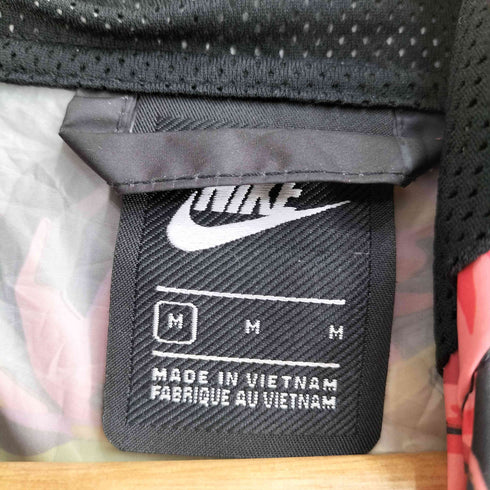 NIKE
M M M
MADE IN VIETNAM
FABRIQUE AU VIETNAM